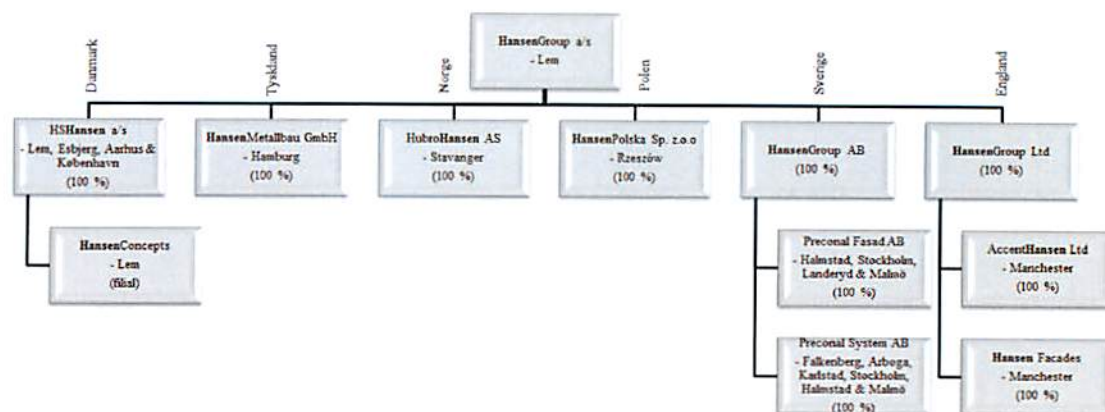 HansenGroup a/s
- Lem
Danmark
Tyskland
Norge
Polen
Sverige
England
HSHansen a/s
- Lem, Esbjerg, Aarhus &
København
(100 %)
HansenMetallbau GmbH
- Hamburg
(100 %)
HubroHansen AS
- Stavanger
(100 %)
HansenPolska Sp. z.o.o
- Rzeszów
(100 %)
HansenGroup AB
(100 %)
HansenGroup Ltd
(100 %)
HansenConcepts
- Lem
(filial)
Preconal Fasad AB
- Halmstad, Stockholm,
Landeryd & Malmö
(100 %)
AccentHansen Ltd
- Manchester
(100 %)
Preconal System AB
- Falkenberg, Arboga,
Karlstad, Stockholm,
Halmstad & Malmö
(100 %)
Hansen Facades
- Manchester
(100 %)